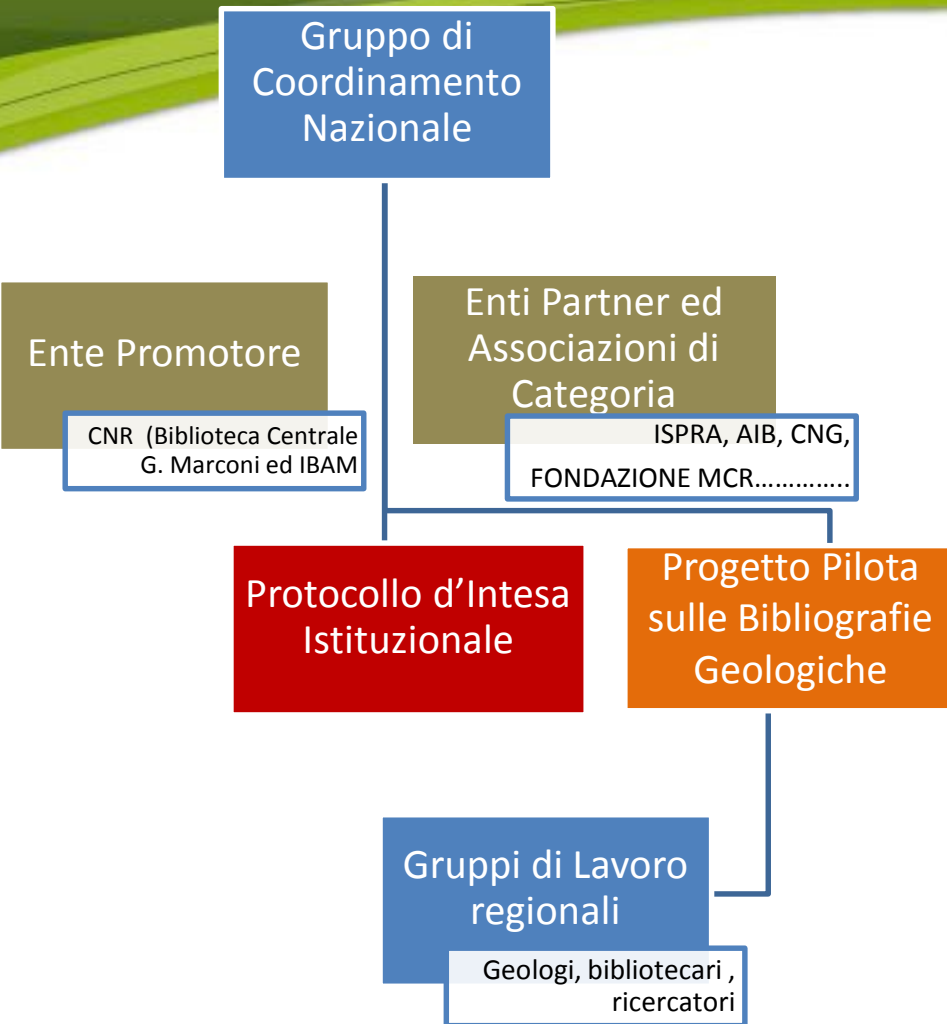 Gruppo di
Coordinamento
Nazionale
Ente Promotore
CNR (Biblioteca Centrale
G. Marconi ed IBAM
Enti Partner ed
Associazioni di
Categoria
ISPRA, AIB, CNG,
FONDAZIONE MCR…………..
Protocollo d’Intesa
Istituzionale
Progetto Pilota
sulle Bibliografie
Geologiche
Gruppi di Lavoro
regionali
Geologi, bibliotecari ,
ricercatori